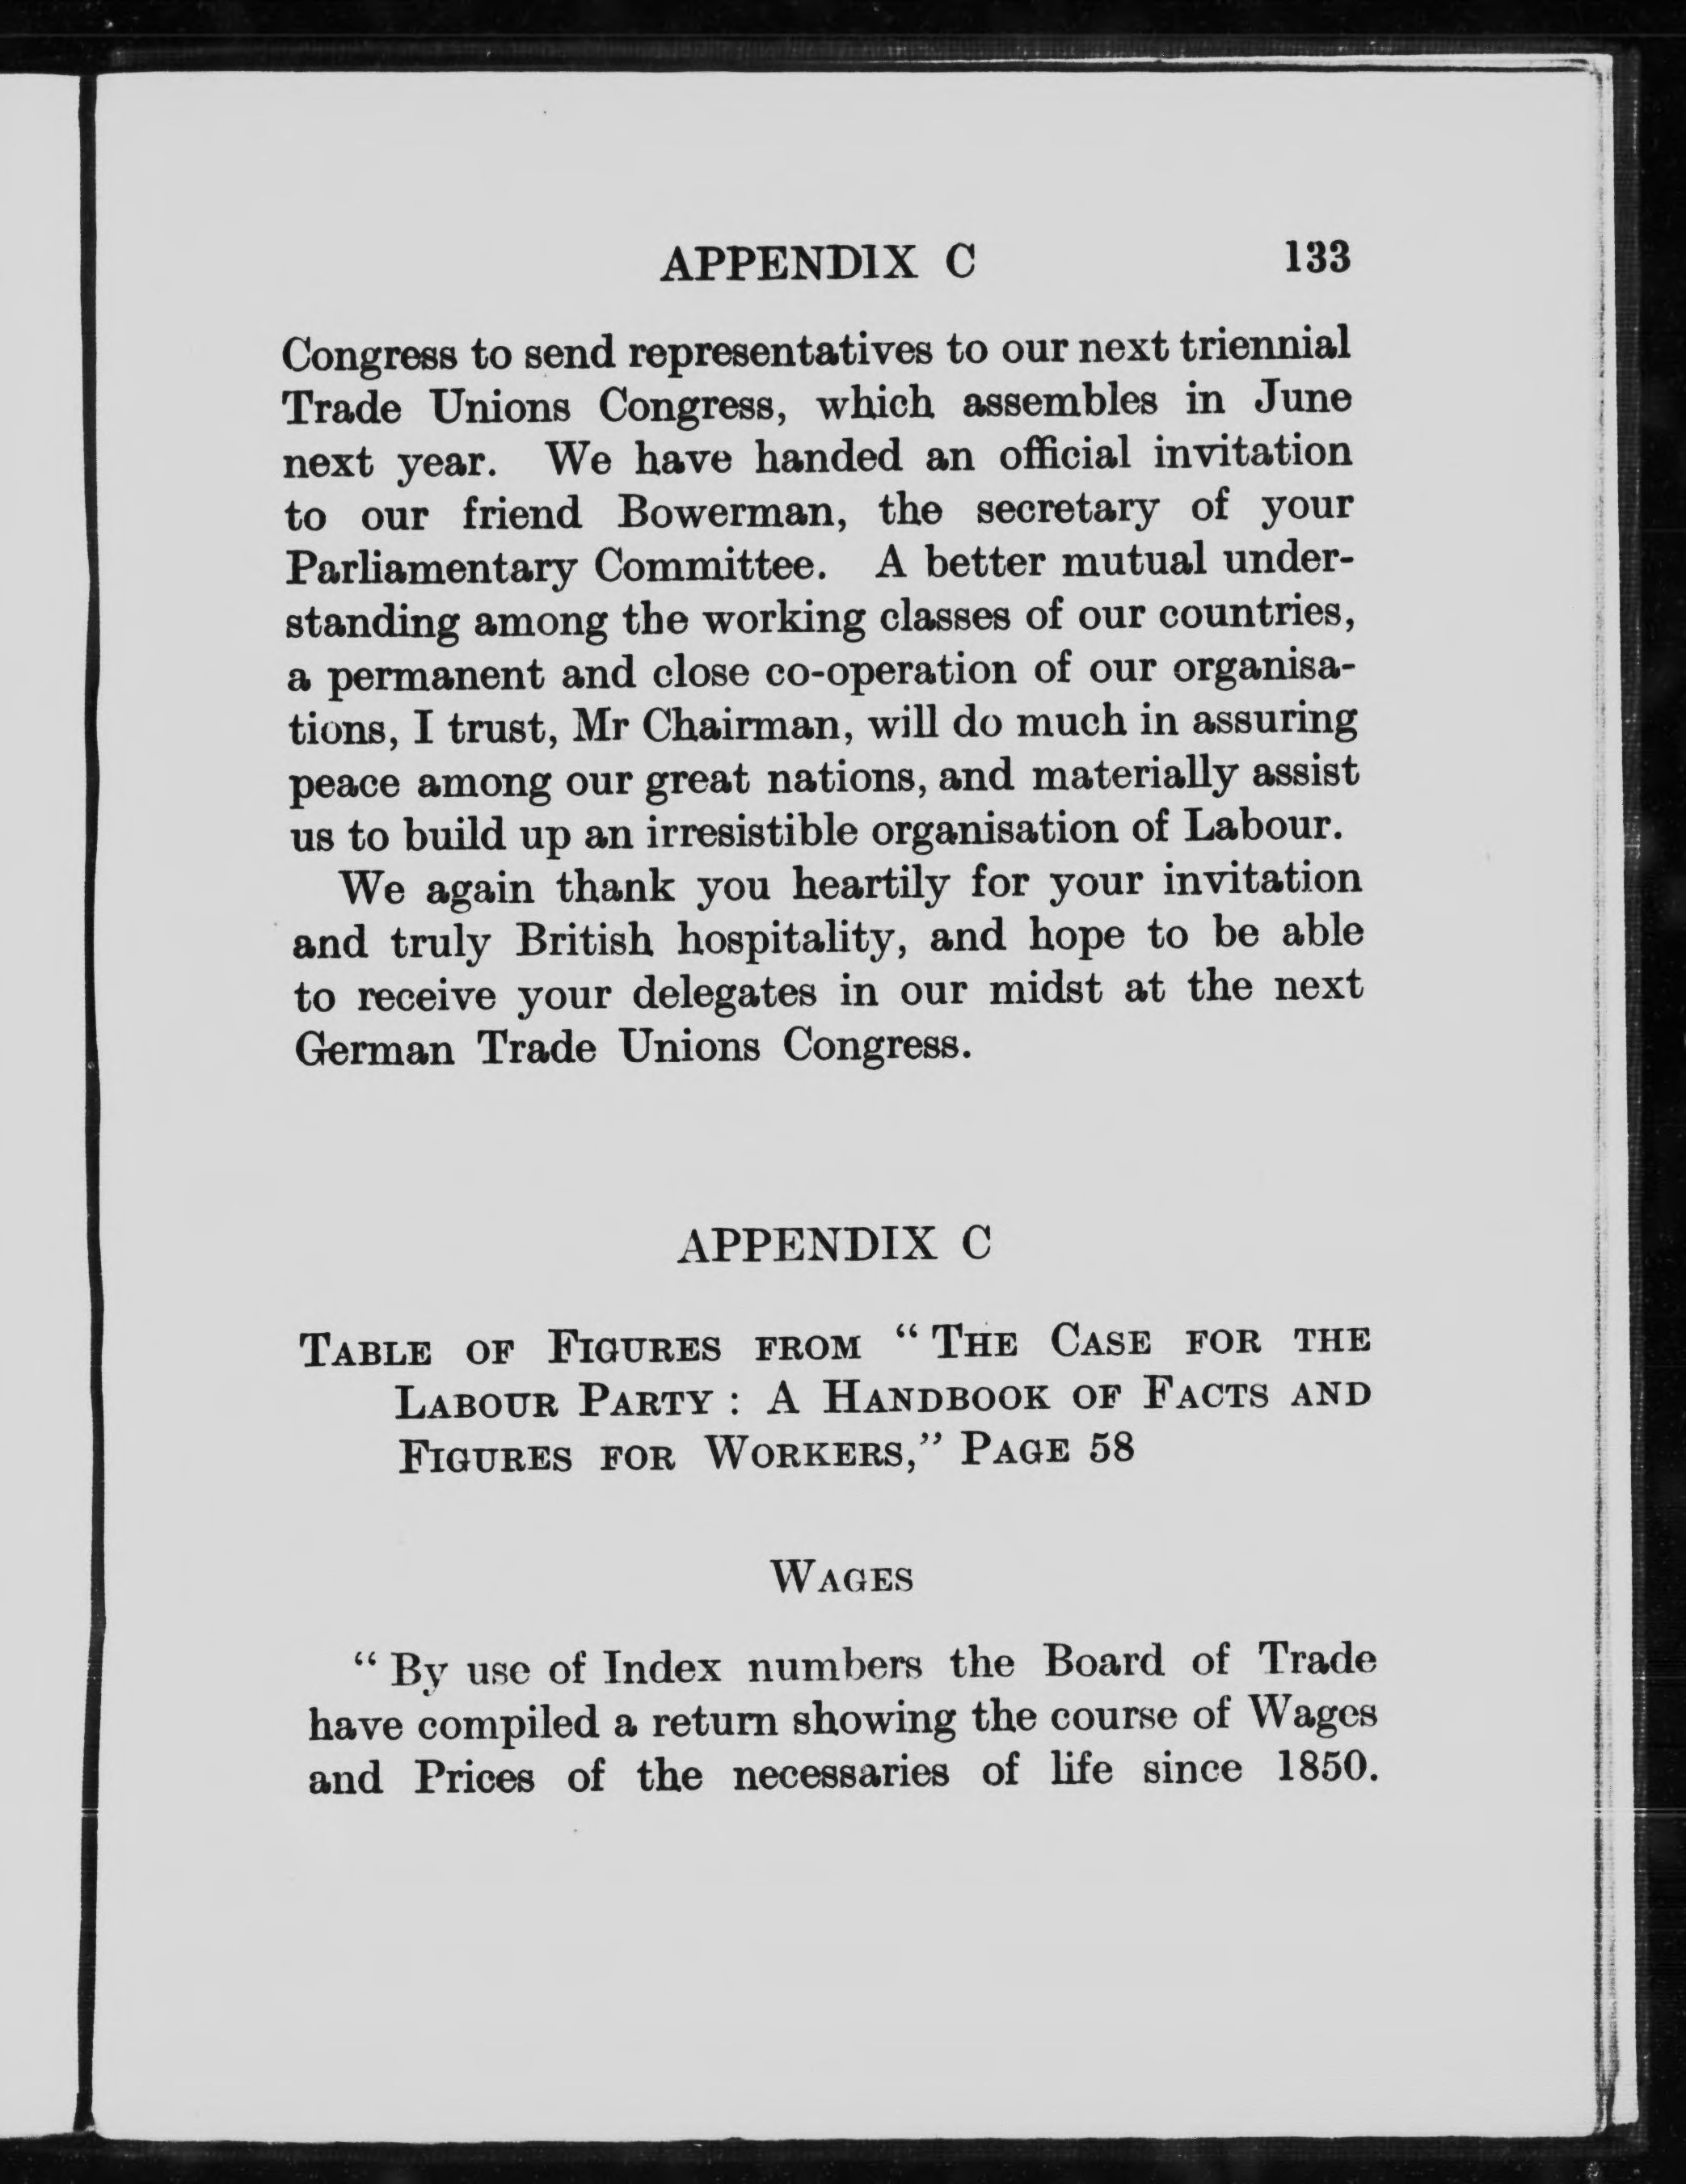 APPENDIX C 133
Congress to send representatives to our next triennial
Trade Unions Congress, which assembles in June
next year. We have handed an official invitation
to our friend Bowerman, the secretary of your
Parliamentary Committee. A better mutual under-
standing among the working classes of our countries,
a permanent and close co-operation of our organisa-
tions, I trust, Mr Chairman, will do much in assuring
peace among our great nations, and materially assist
us to build up an irresistible organisation of Labour.
We again thank you heartily for your invitation
and truly British hospitality, and hope to be able
to receive your delegates in our midst at the next
German Trade Unions Congress.
APPENDIX C
Table of Figures from “The Case for the
Labour Party: A Handbook of Facts and
Figures for Workers,” Page 58
Wages
“By use of Index numbers the Board of Trade
have compiled a return showing the course of Wages
and Prices of the necessaries of life since 1850.